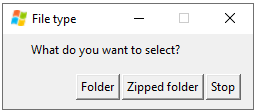 File type
What do you want to select?
Folder Zipped folder Stop